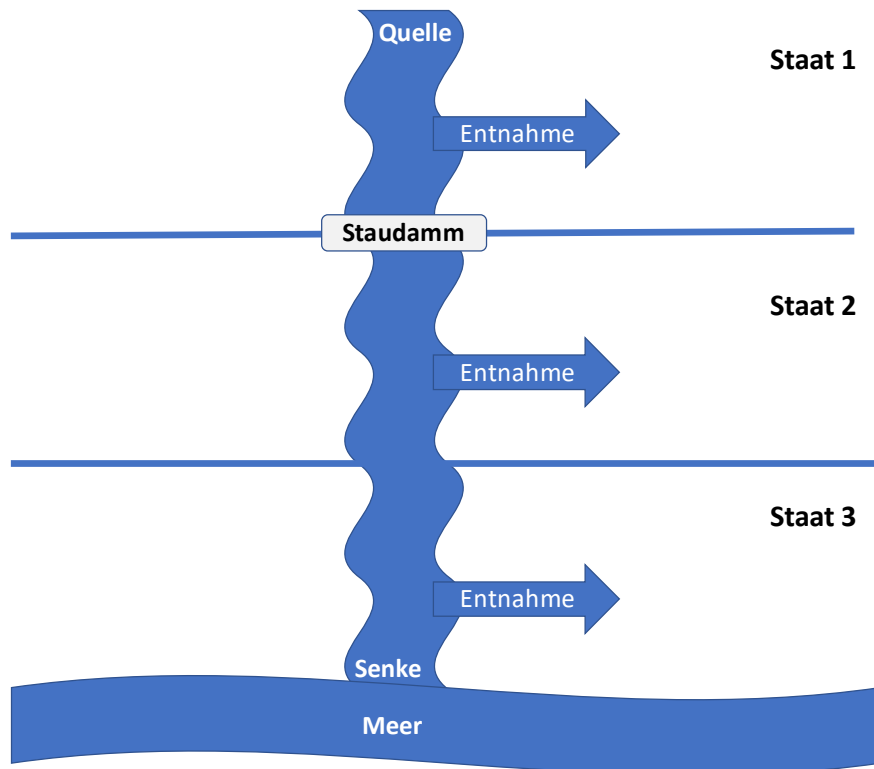 Quelle
Staat 1
Entnahme
Staudamm
Staat 2
Entnahme
Staat 3
Entnahme
Senke
Meer